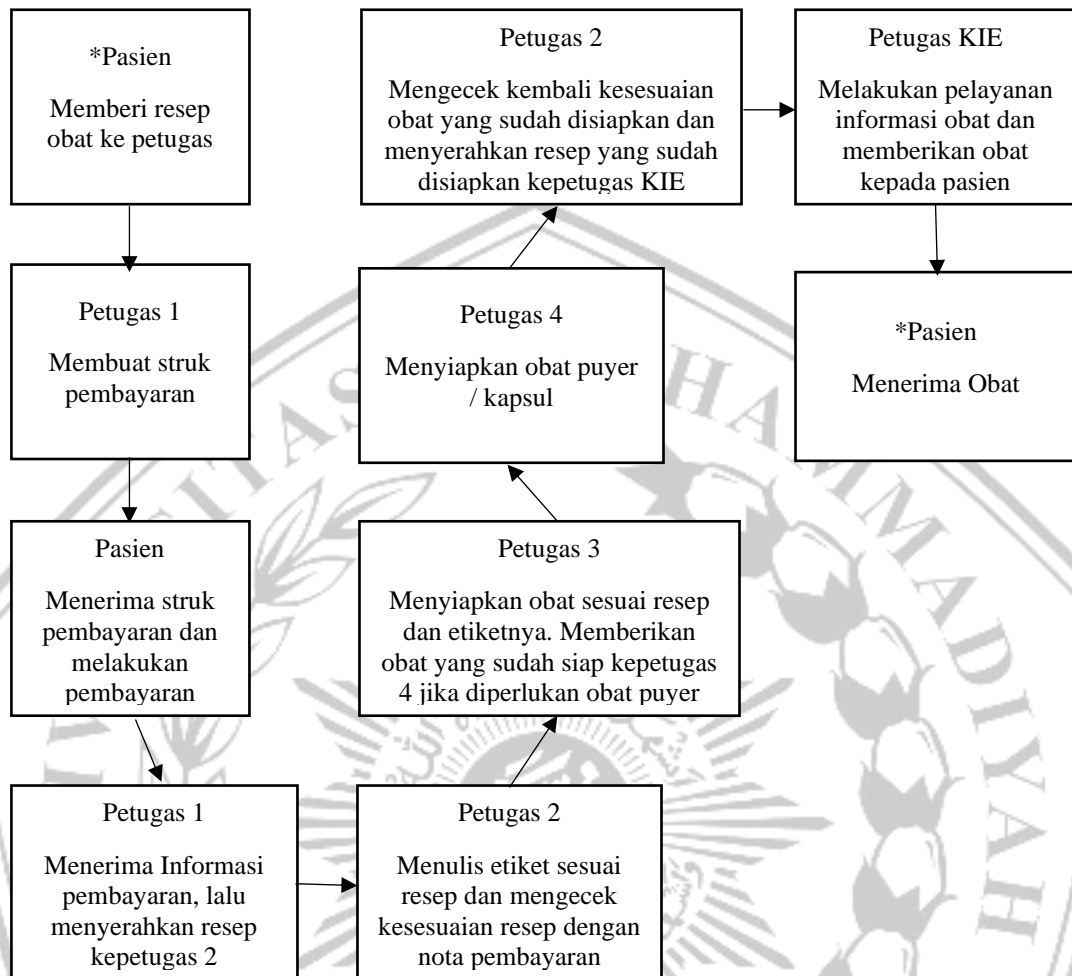 *Pasien
Memberi resep
obat ke petugas
Petugas 1
Membuat struk
pembayaran
Pasien
Menerima struk
pembayaran dan
melakukan
pembayaran
Petugas 1
Menerima Informasi
pembayaran, lalu
menyerahkan resep
kepetugas 2
Petugas 2
Menulis etiket sesuai
resep dan mengecek
kesesuaian resep dengan
nota pembayaran
Petugas 3
Menyiapkan obat sesuai resep
dan etiketnya. Memberikan
obat yang sudah siap kepetugas
4 jika diperlukan obat puyer
Petugas 4
Menyiapkan obat puyer
/ kapsul
Petugas 2
Mengecek kembali kesesuaian
obat yang sudah disiapkan dan
menyerahkan resep yang sudah
disiapkan kepetugas KIE
Petugas KIE
Melakukan pelayanan
informasi obat dan
memberikan obat
kepada pasien
*Pasien
Menerima Obat